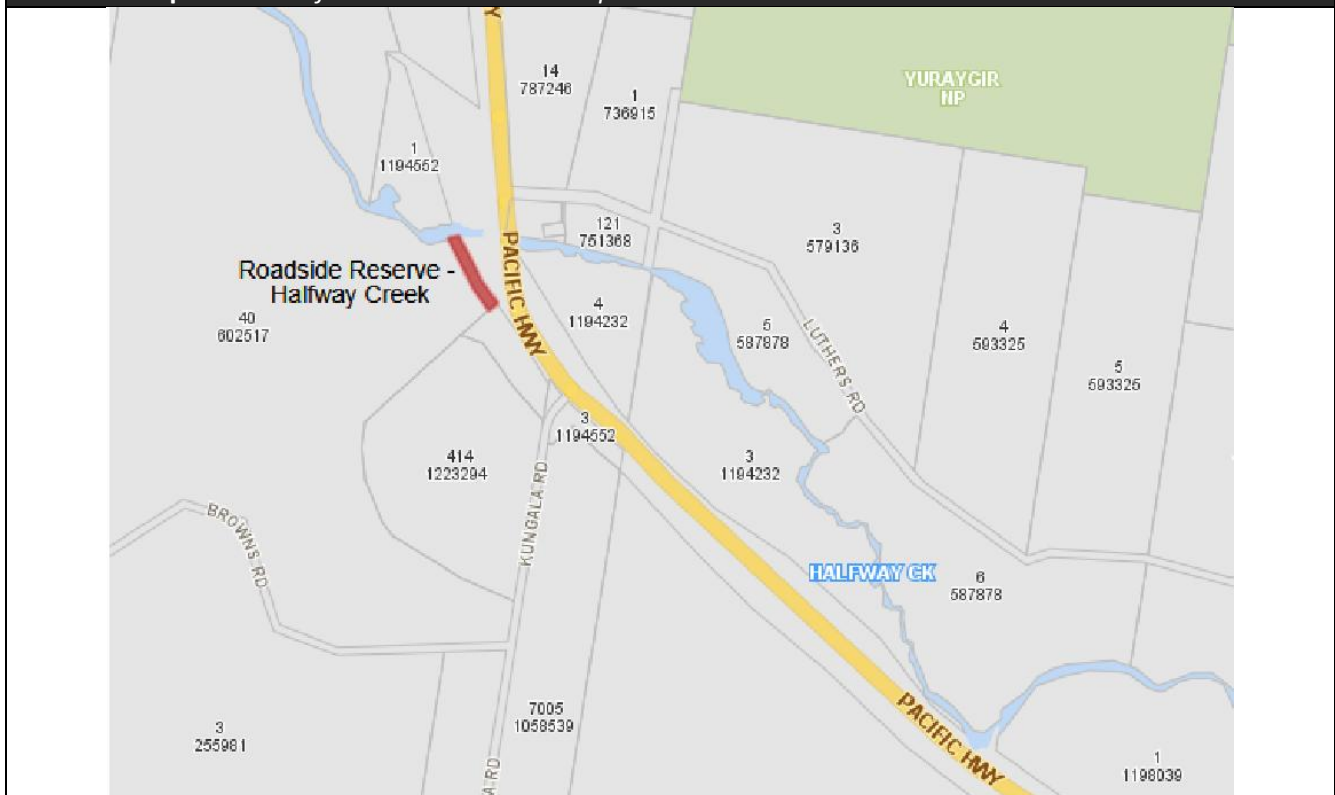 Y
14
787246
1
736915
YURAYGIR
NP
1
1194552
121
751368
3
579136
PACIFIC HWY
Roadside Reserve -
Halfway Creek
40
602517
4
1194232
5
587878
LUTHERS RD
4
593325
5
593325
3
1194552
414
1223294
KUNGALA RD
3
1194232
BROWNS RD
HALFWAY CK
6
587878
7005
1058539
3
255981
PACIFIC HWY
1
1198039
A RD